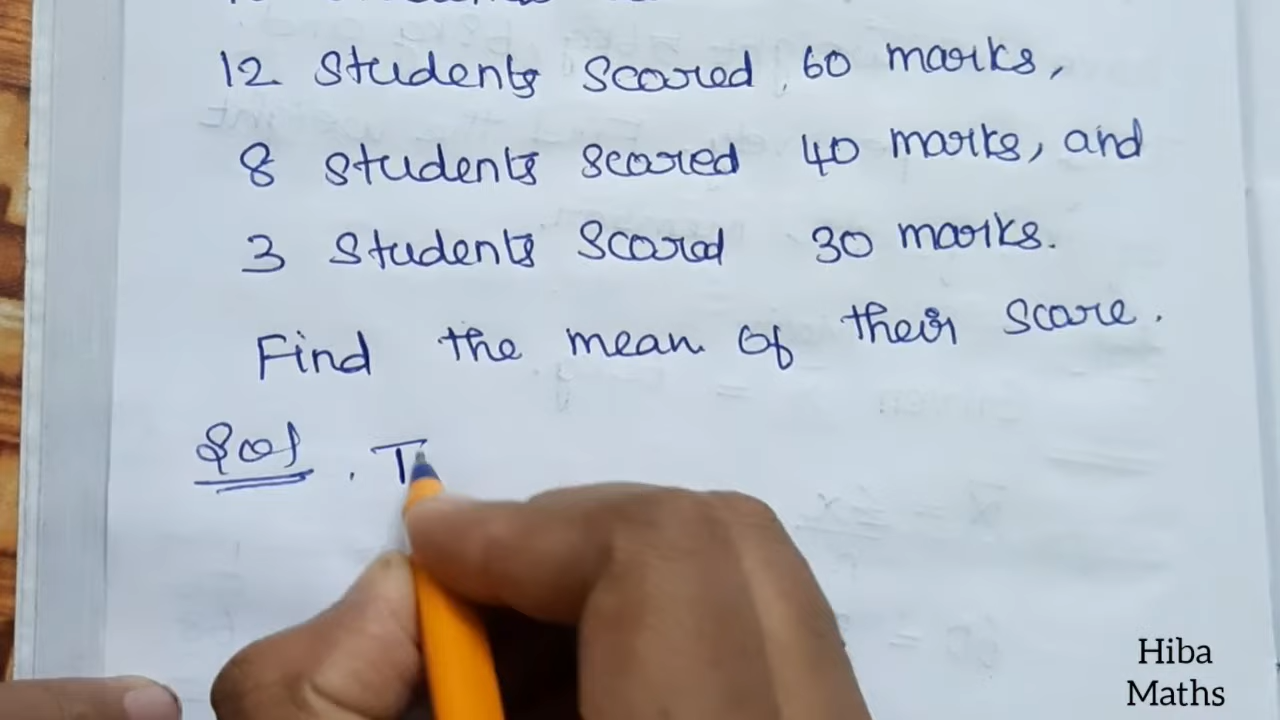 12 students scored 60 marks,
8 students scored 40 marks, and
3 students scored 30 marks.
Find the mean of their score.
Sol. T
Hiba
Maths